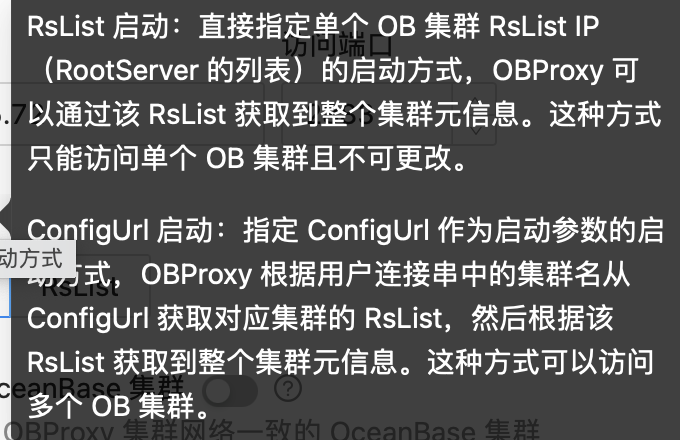 RsList 启动：直接指定单个 OB 集群 RsList IP
（RootServer 的列表）的启动方式，OBProxy 可
以通过该 RsList 获取到整个集群元信息。这种方式
只能访问单个 OB 集群且不可更改。
ConfigUrl 启动：指定 ConfigUrl 作为启动参数的启
动方式，OBProxy 根据用户连接串中的集群名从
ConfigUrl 获取对应集群的 RsList，然后根据该
RsList 获取到整个集群元信息。这种方式可以访问
多个 OB 集群。
访问端口
动方式
RsList
ceanBase 集群
OBProxy 集群网络一致的 OceanBase 集群